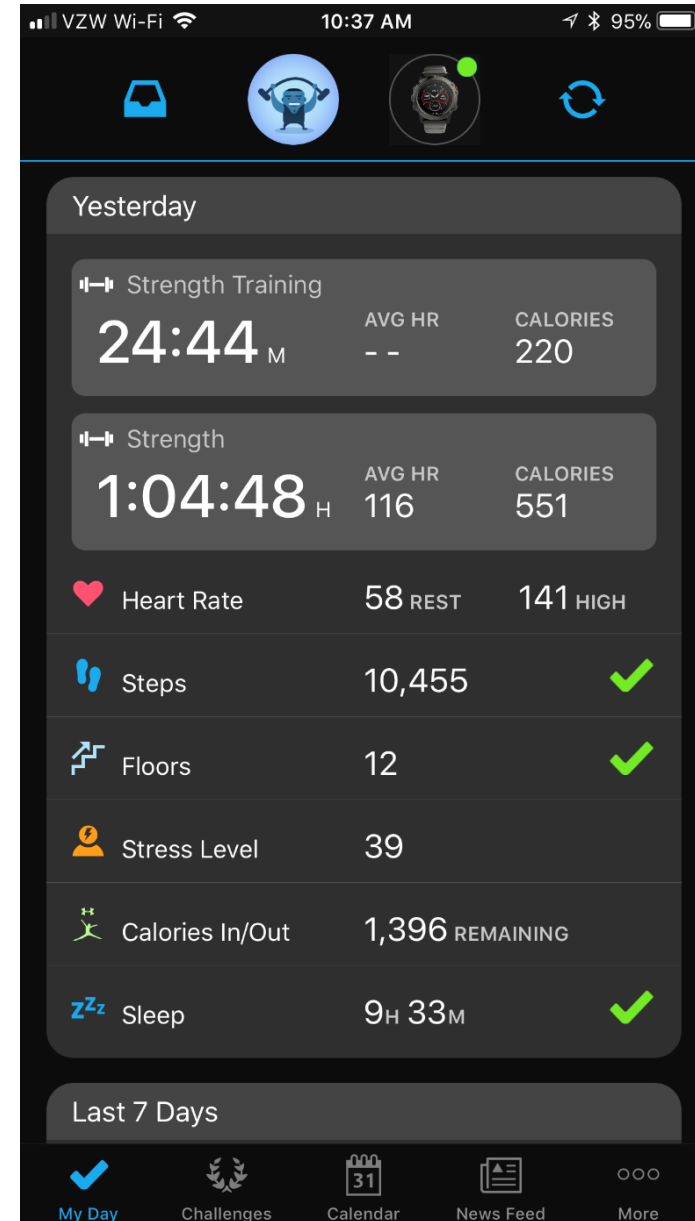 VZW Wi-Fi 10:37 AM 95%
Yesterday
Strength Training
24:44 M
AVG HR
- -
CALORIES
220
Strength
1:04:48 H
AVG HR
116
CALORIES
551
Heart Rate 58 REST 141 HIGH
Steps 10,455
Floors 12
Stress Level 39
Calories In/Out 1,396 REMAINING
zzz Sleep 9H 33M
Last 7 Days
31
My Day Challenges Calendar News Feed More